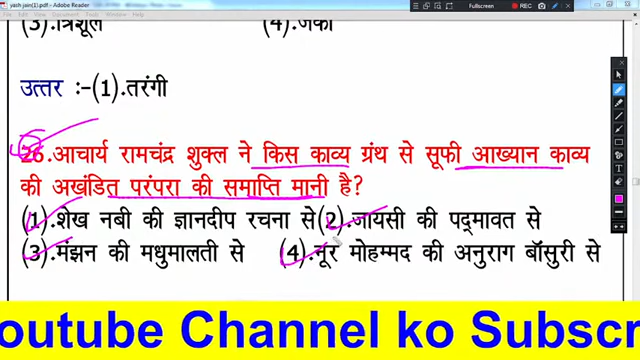 yash jain(1).pdf - Adobe Reader
Fullscreen REC
(3).त्रिशूल (4).जंका
उत्तर :-(1).तरंगी
26.आचार्य रामचंद्र शुक्ल ने किस काव्य ग्रंथ से सूफी आख्यान काव्य
की अखंडित परंपरा की समाप्ति मानी है?
(1).शेख नबी की ज्ञानदीप रचना से(2).जायसी की पद्मावत से
(3).मंझन की मधुमालती से (4).नूर मोहम्मद की अनुराग बाँसुरी से
outube Channel ko Subscr